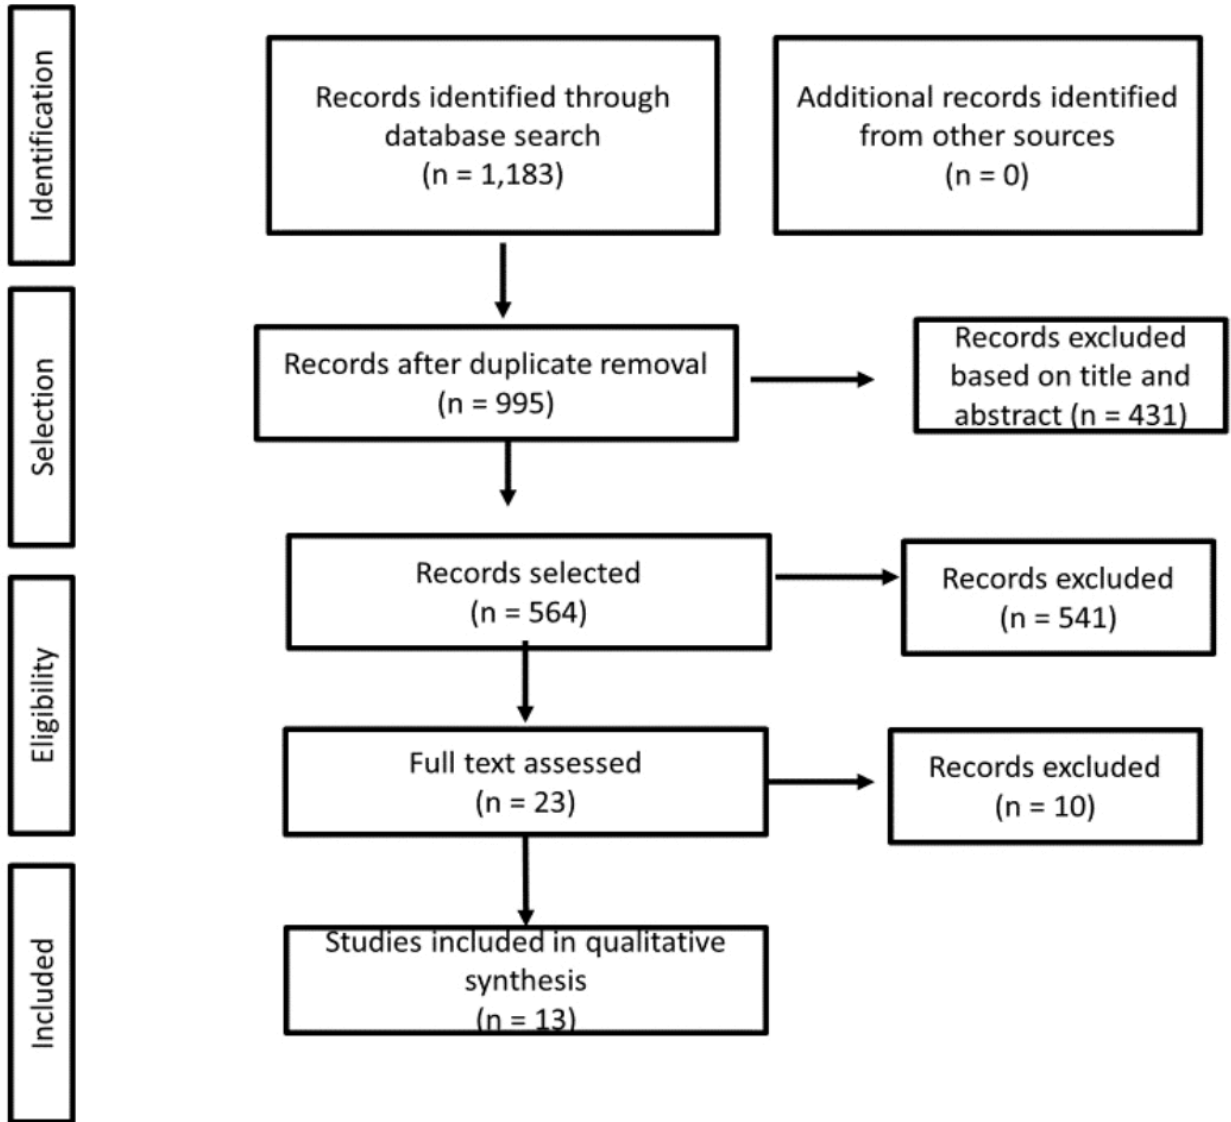 Identification
Records identified through
database search
(n = 1,183)
Additional records identified
from other sources
(n = 0)
Selection
Records after duplicate removal
(n = 995)
Records excluded
based on title and
abstract (n = 431)
Records selected
(n = 564)
Records excluded
(n = 541)
Eligibility
Full text assessed
(n = 23)
Records excluded
(n = 10)
Included
Studies included in qualitative
synthesis
(n = 13)